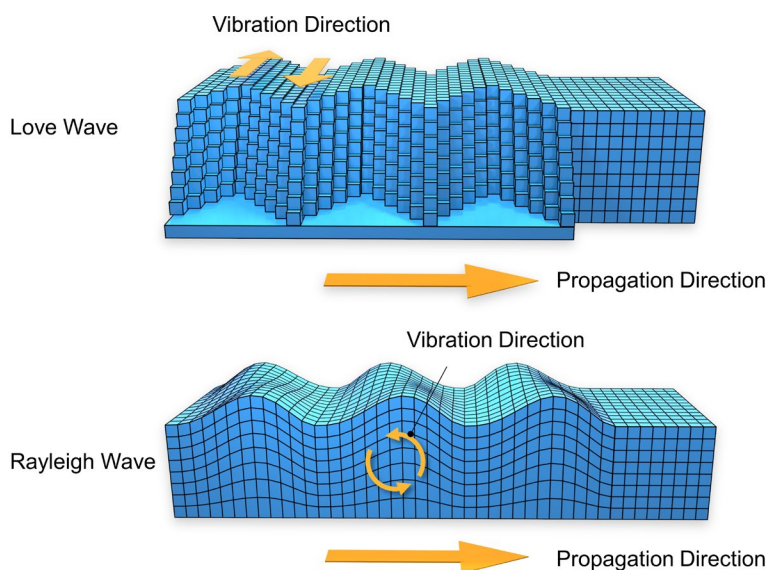 Vibration Direction
Love Wave
Propagation Direction
Vibration Direction
Rayleigh Wave
Propagation Direction